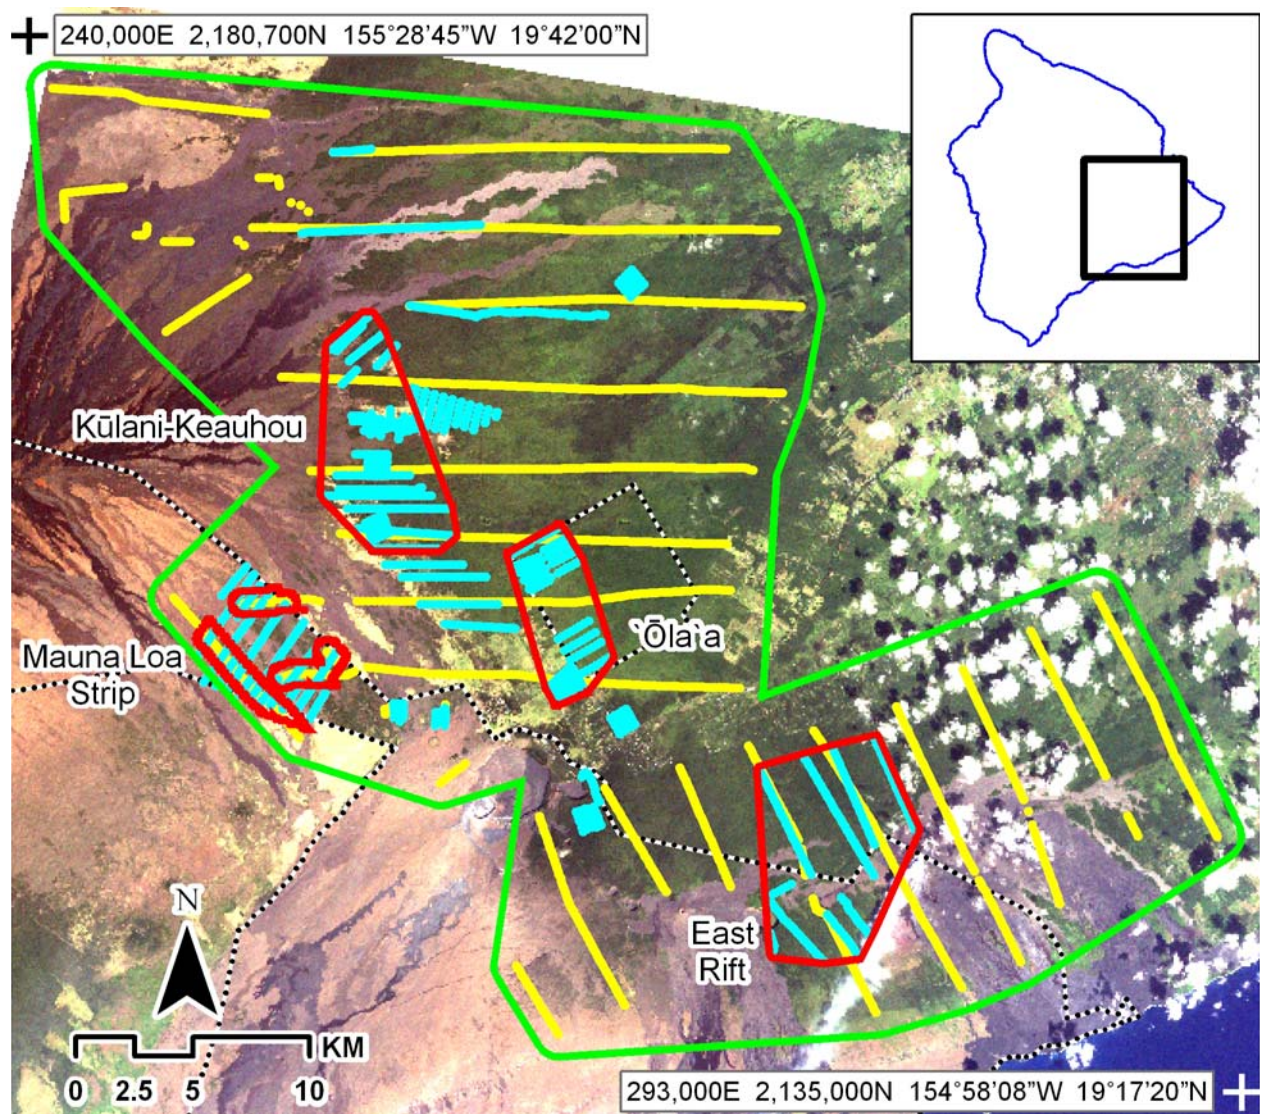 240,000E 2,180,700N 155°28‘45”W 19°42‘00”N
Kūlani-Keauhou
`Ōla`a
Mauna Loa
Strip
East
Rift
N
KM
0 2.5 5 10
293,000E 2,135,000N 154°58‘08”W 19°17‘20”N